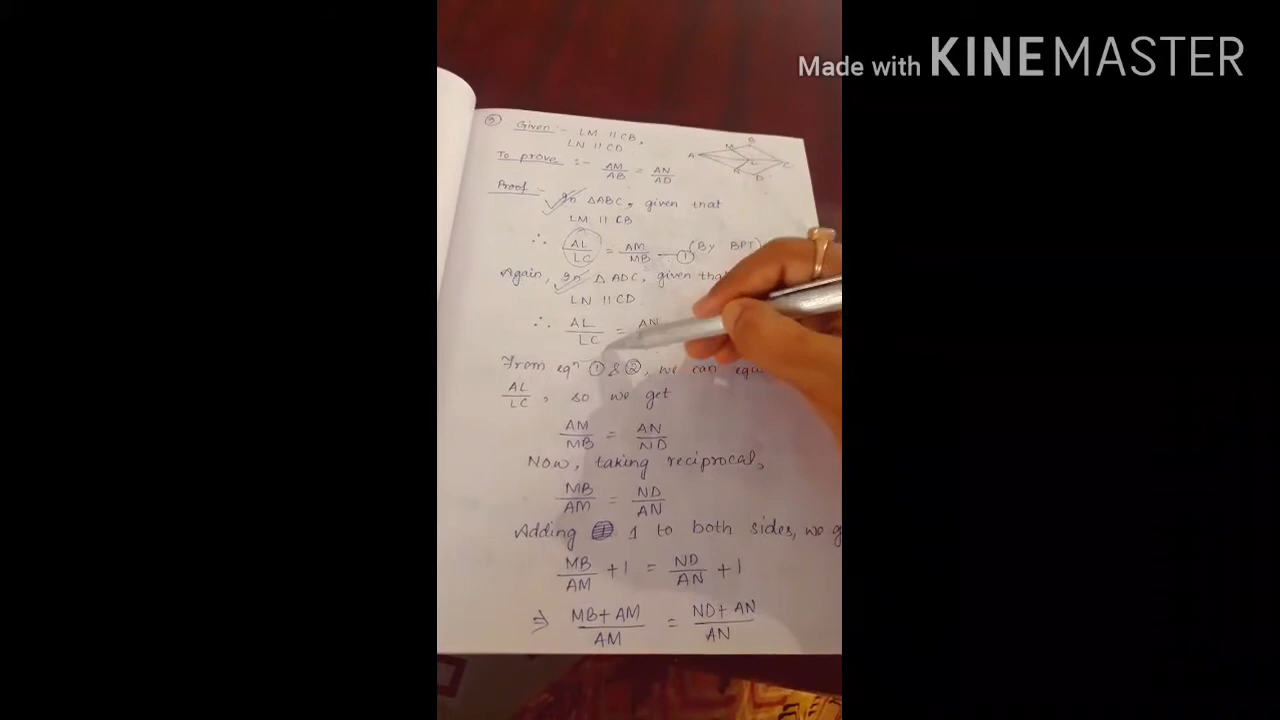 Made with KINEMASTER
③ Given :- LM || CB,
LN || CD
To prove :- AM/AB = AN/AD
Proof - In △ABC, given that
LM || CB
∴ AL/LC = AM/MB — ① (By BPT)
Again, In △ADC, given that
LN || CD
∴ AL/LC = AN
From eqn ① & ②, we can
AL/LC, so we get
AM/MB = AN/ND
Now, taking reciprocal,
MB/AM = ND/AN
Adding 1 to both sides, we
MB/AM + 1 = ND/AN + 1
⇒ MB + AM/AM = ND + AN/AN
A M B L C N D